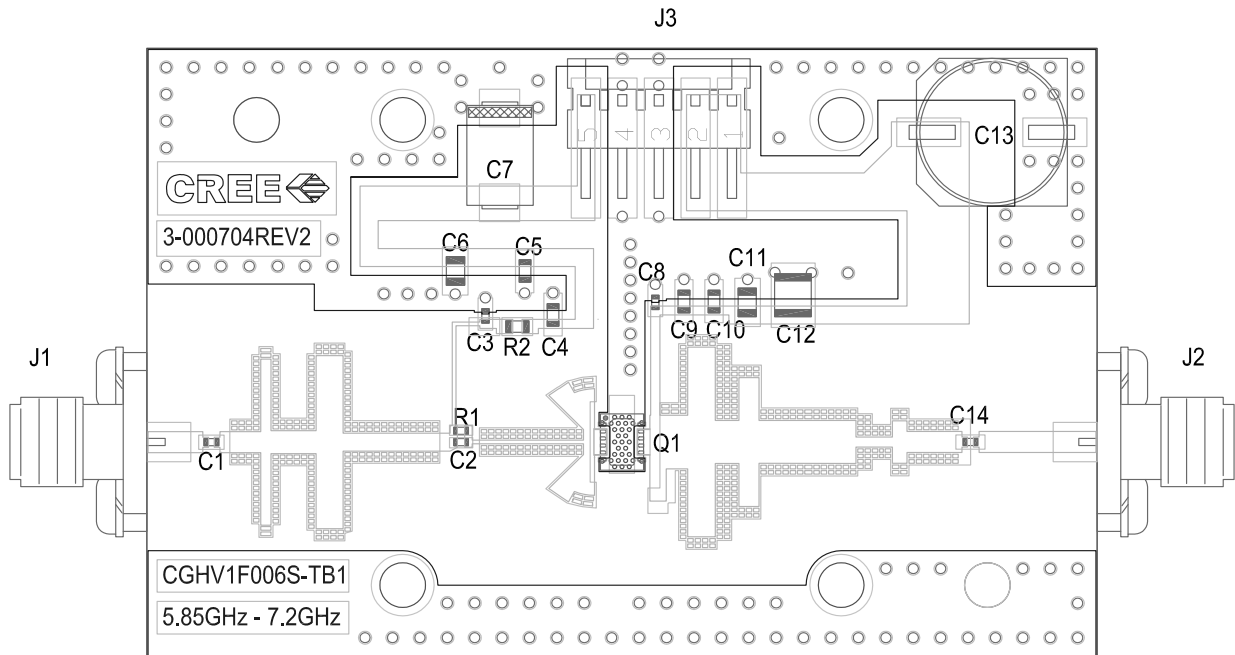 J3
5 4 3 2 1
C13
C7
CREE
3-000704REV2
C6 C5
C8 C11
C3 R2 C4
C9 C10 C12
J1
J2
R1
C2
C1
Q1
C14
CGHV1F006S-TB1
5.85GHz - 7.2GHz